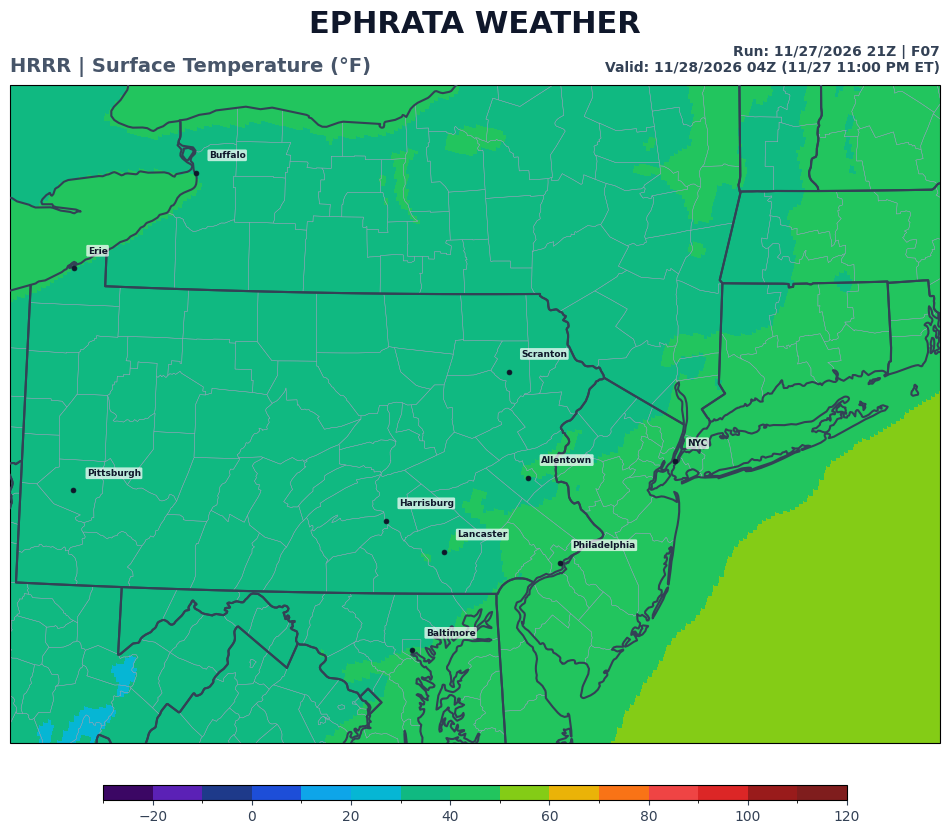 EPHRATA WEATHER
HRRR | Surface Temperature (°F)
Run: 11/27/2026 21Z | F07
Valid: 11/28/2026 04Z (11/27 11:00 PM ET)
Buffalo
Erie
Scranton
NYC
Allentown
Pittsburgh
Harrisburg
Lancaster
Philadelphia
Baltimore
−20 0 20 40 60 80 100 120